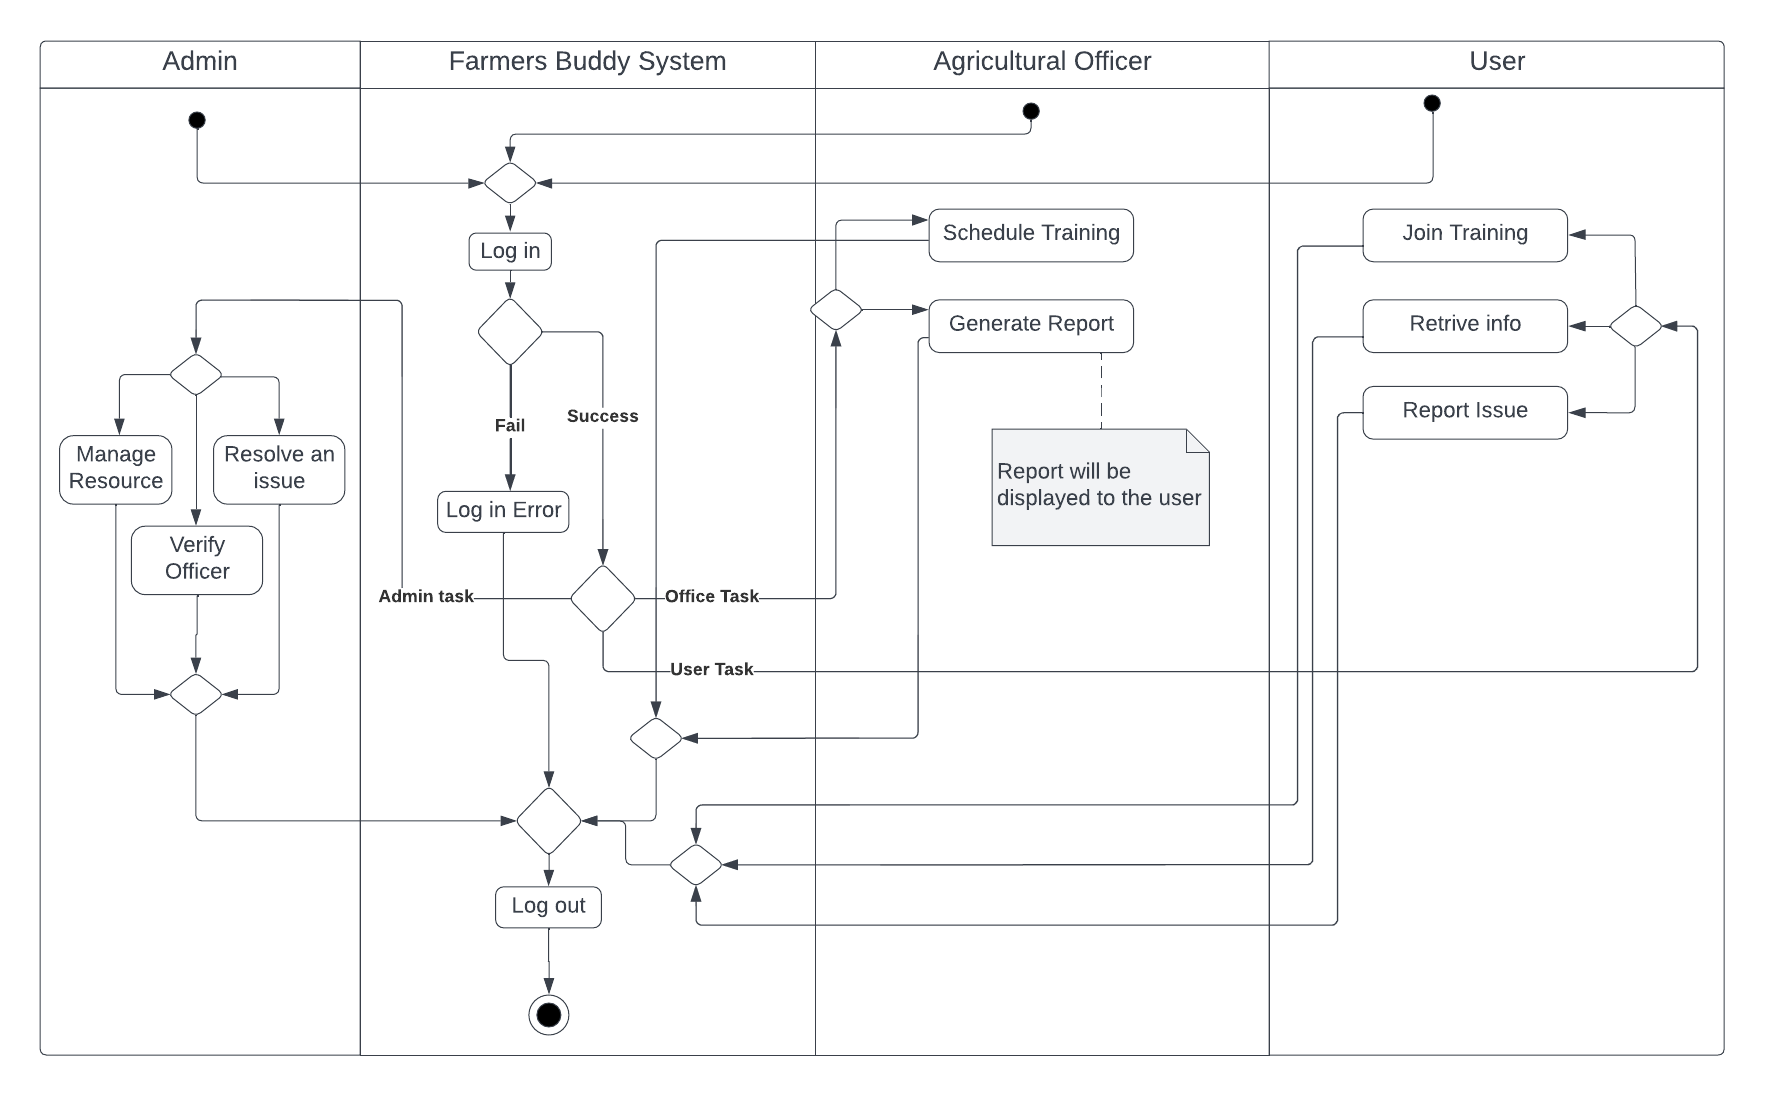 Admin
Farmers Buddy System
Agricultural Officer
User
Log in
Schedule Training
Join Training
Generate Report
Retrive info
Fail
Success
Report Issue
Manage
Resource
Resolve an
issue
Report will be
displayed to the user
Log in Error
Verify
Officer
Admin task
Office Task
User Task
Log out